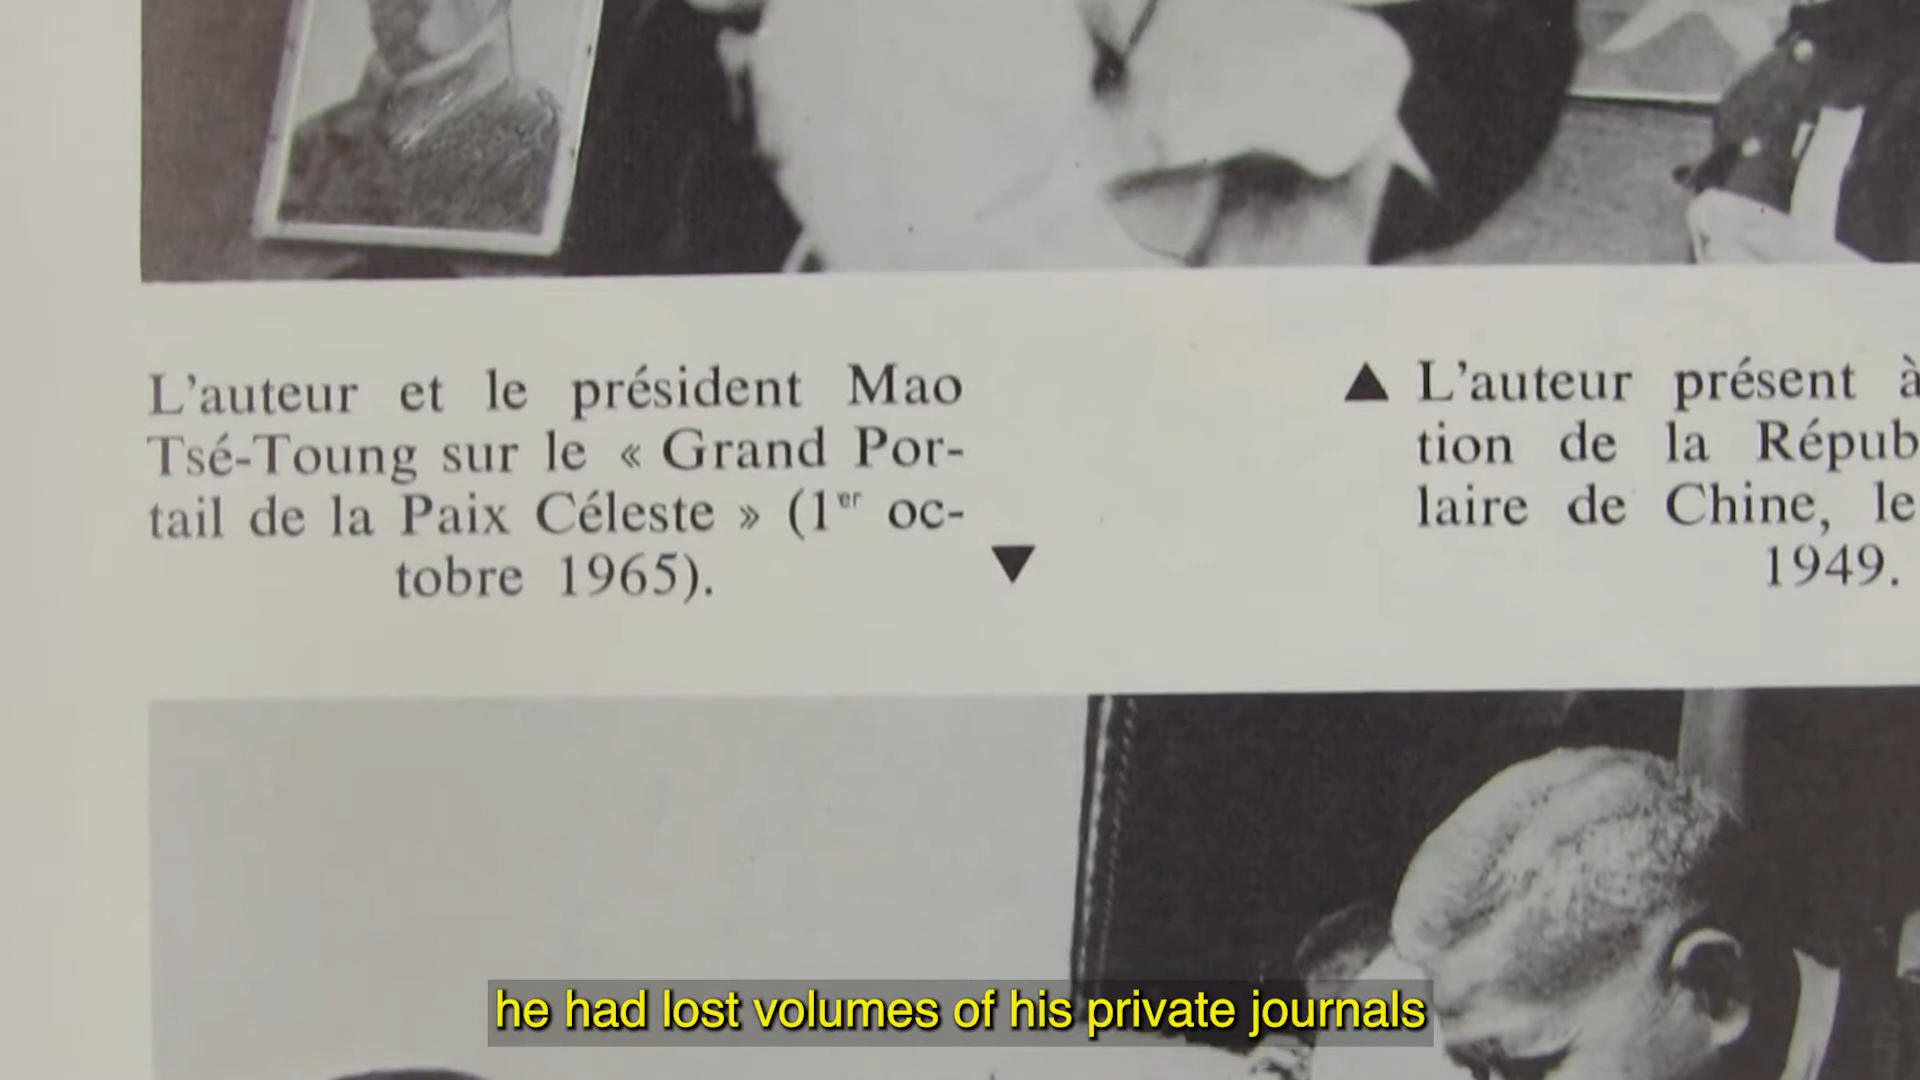 L'auteur et le président Mao
Tsé-Toung sur le « Grand Por-
tail de la Paix Céleste » (1er oc-
tobre 1965).
▼
▲ L'auteur présent à
tion de la Répub
laire de Chine, le
1949.
he had lost volumes of his private journals